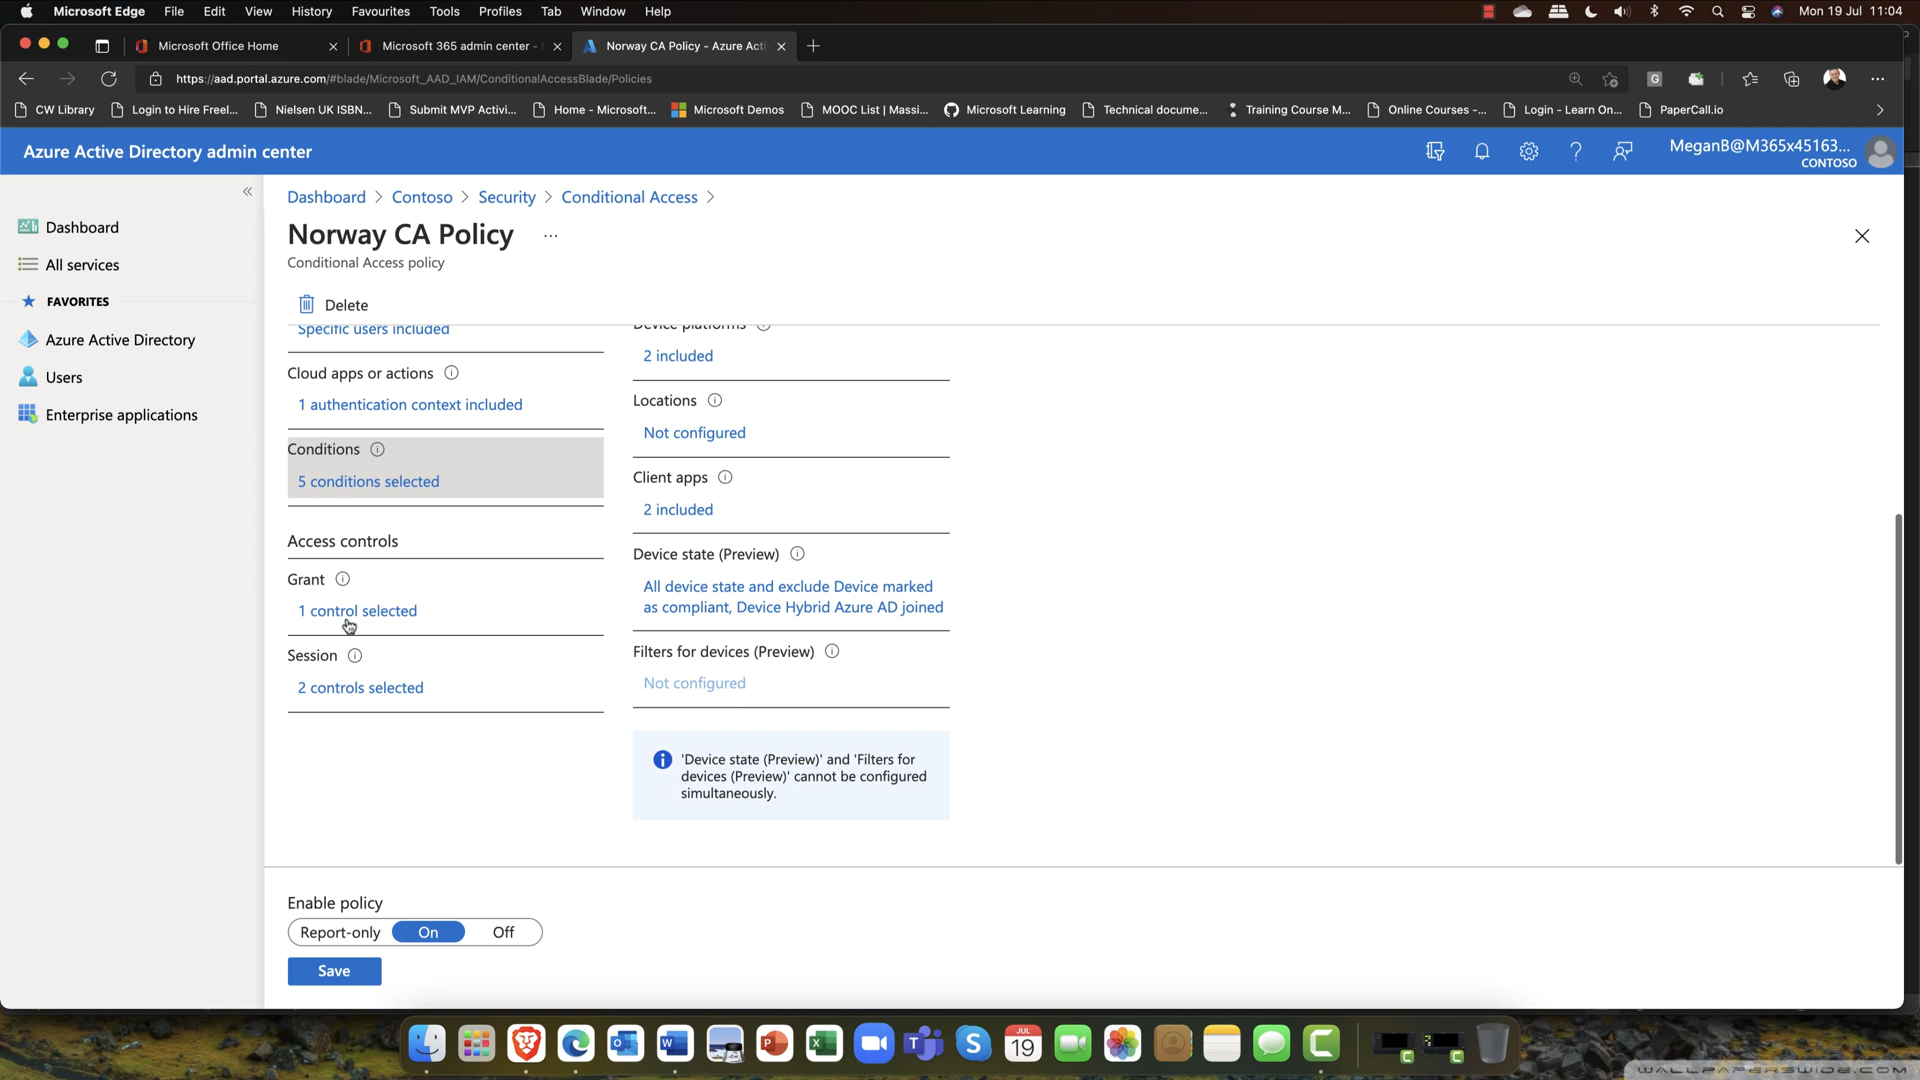 Microsoft Edge File Edit View History Favourites Tools Profiles Tab Window Help
Mon 19 Jul 11:04
Microsoft Office Home
Microsoft 365 admin center -
Norway CA Policy - Azure Acti
https://aad.portal.azure.com/#blade/Microsoft_AAD_IAM/ConditionalAccessBlade/Policies
G
CW Library
Login to Hire Freel...
Nielsen UK ISBN...
Submit MVP Activi...
Home - Microsoft...
Microsoft Demos
MOOC List | Massi...
Microsoft Learning
Technical docume...
Training Course M...
Online Courses -...
Login - Learn On...
PaperCall.io
Azure Active Directory admin center
MeganB@M365x45163...
CONTOSO
Dashboard
All services
FAVORITES
Azure Active Directory
Users
Enterprise applications
Dashboard > Contoso > Security > Conditional Access >
Norway CA Policy ...
Conditional Access policy
Delete
Specific users included
Cloud apps or actions
1 authentication context included
Conditions
5 conditions selected
Access controls
Grant
1 control selected
Session
2 controls selected
Device platforms
2 included
Locations
Not configured
Client apps
2 included
Device state (Preview)
All device state and exclude Device marked
as compliant, Device Hybrid Azure AD joined
Filters for devices (Preview)
Not configured
'Device state (Preview)' and 'Filters for
devices (Preview)' cannot be configured
simultaneously.
Enable policy
Report-only On Off
Save
JUL
19
WALLPAPERSWIDE.COM